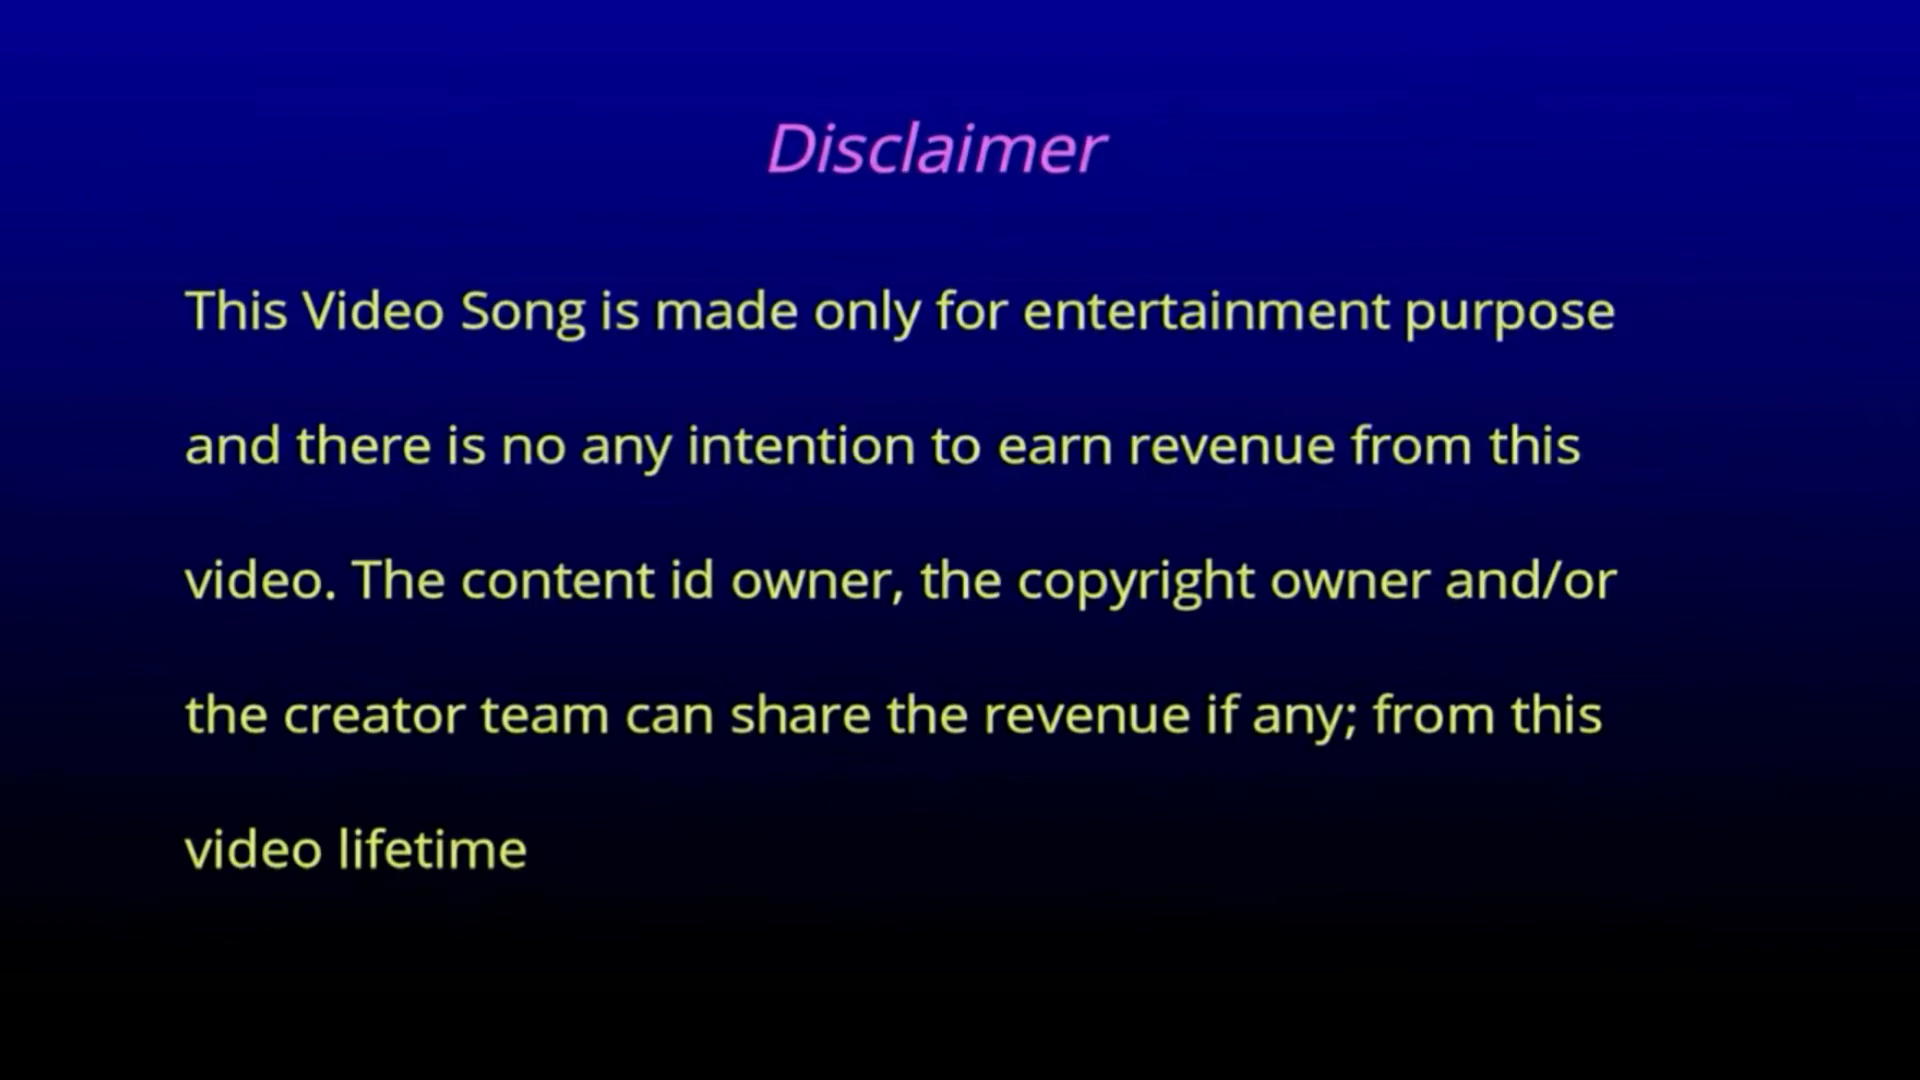 Disclaimer
This Video Song is made only for entertainment purpose
and there is no any intention to earn revenue from this
video. The content id owner, the copyright owner and/or
the creator team can share the revenue if any; from this
video lifetime